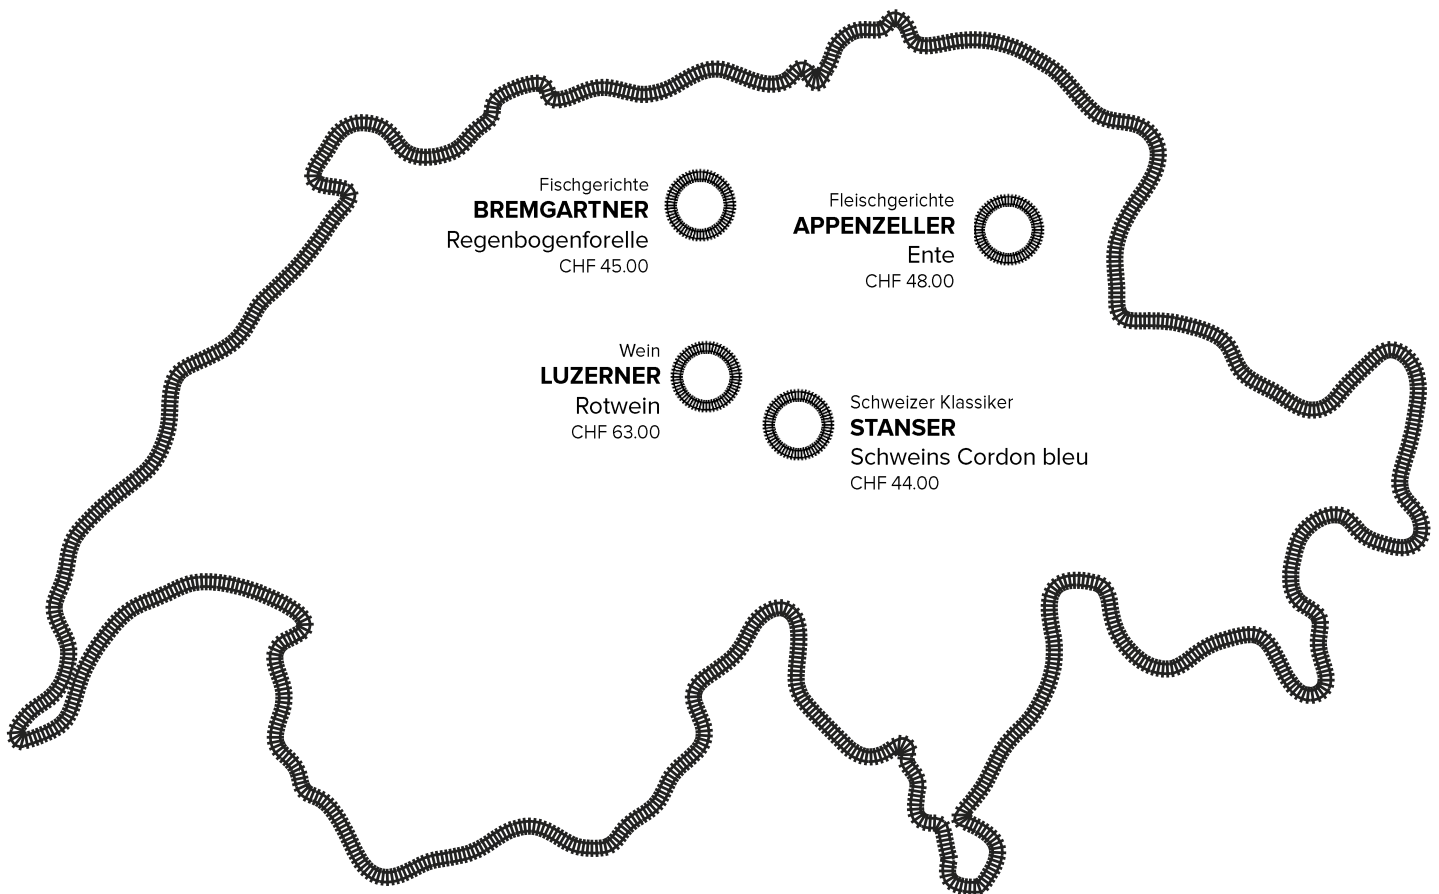 Fischgerichte
BREMGARTNER
Regenbogenforelle
CHF 45.00
Fleischgerichte
APPENZELLER
Ente
CHF 48.00
Wein
LUZERNER
Rotwein
CHF 63.00
Schweizer Klassiker
STANSER
Schweins Cordon bleu
CHF 44.00